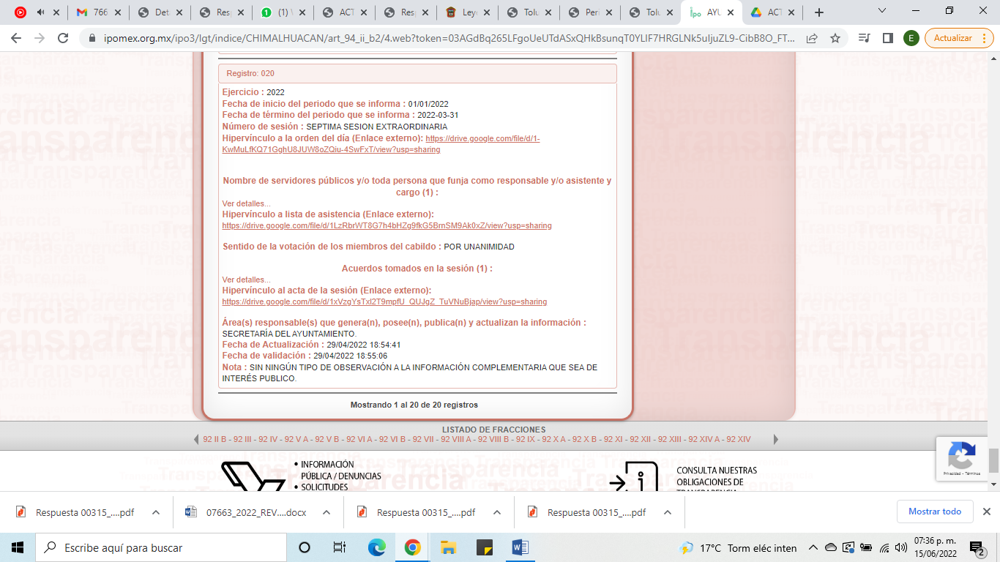 766
Det
Resp
(1) \
ACT
Resp
Leye
Tolu
Peri
Tolu
AYU
ACT
ipomex.org.mx/ipo3/lgt/indice/CHIMALHUACAN/art_94_ii_b2/4.web?token=03AGdBq265LFgoUeUTdASxQHkBsunqT0YLIF7HRGLNk5uIjuZL9-CibB8O_FT...
E
Actualizar
Registro: 020
Ejercicio : 2022
Fecha de inicio del periodo que se informa : 01/01/2022
Fecha de término del periodo que se informa : 2022-03-31
Número de sesión : SEPTIMA SESION EXTRAORDINARIA
Hipervínculo a la orden del día (Enlace externo): https://drive.google.com/file/d/1-
KwMuLfKQ71GghU8JUW8oZQiu-4SwFxT/view?usp=sharing
Nombre de servidores públicos y/o toda persona que funja como responsable y/o asistente y
cargo (1) :
Ver detalles...
Hipervínculo a lista de asistencia (Enlace externo):
https://drive.google.com/file/d/1LzRbrWT8G7h4bHZg9fkG5BrnSM9Ak0xZ/view?usp=sharing
Sentido de la votación de los miembros del cabildo : POR UNANIMIDAD
Acuerdos tomados en la sesión (1) :
Ver detalles...
Hipervínculo al acta de la sesión (Enlace externo):
https://drive.google.com/file/d/1xVzgYsTxI2T9mpfU_QUJgZ_TuVNuBjap/view?usp=sharing
Área(s) responsable(s) que genera(n), posee(n), publica(n) y actualizan la información :
SECRETARÍA DEL AYUNTAMIENTO.
Fecha de Actualización : 29/04/2022 18:54:41
Fecha de validación : 29/04/2022 18:55:06
Nota : SIN NINGÚN TIPO DE OBSERVACIÓN A LA INFORMACIÓN COMPLEMENTARIA QUE SEA DE
INTERÉS PUBLICO.
Mostrando 1 al 20 de 20 registros
LISTADO DE FRACCIONES
92 II B - 92 III - 92 IV - 92 V A - 92 V B - 92 VI A - 92 VI B - 92 VII - 92 VIII A - 92 VIII B - 92 IX - 92 X A - 92 X B - 92 XI - 92 XII - 92 XIII - 92 XIV A - 92 XIV
• INFORMACIÓN
PÚBLICA / DENUNCIAS
• SOLICITUDES
CONSULTA NUESTRAS
OBLIGACIONES DE
TRANSPARENCIA
Privacidad - Términos
Respuesta 00315_....pdf
07663_2022_REV....docx
Respuesta 00315_....pdf
Respuesta 00315_....pdf
Mostrar todo
Escribe aquí para buscar
17°C Torm eléc inten
07:36 p. m.
15/06/2022
2